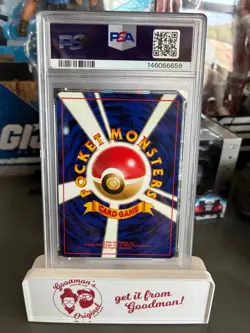 PSA
146066659
POCKET MONSTERS
CARD GAME
Goodman's
Originals
get it from
Goodman!